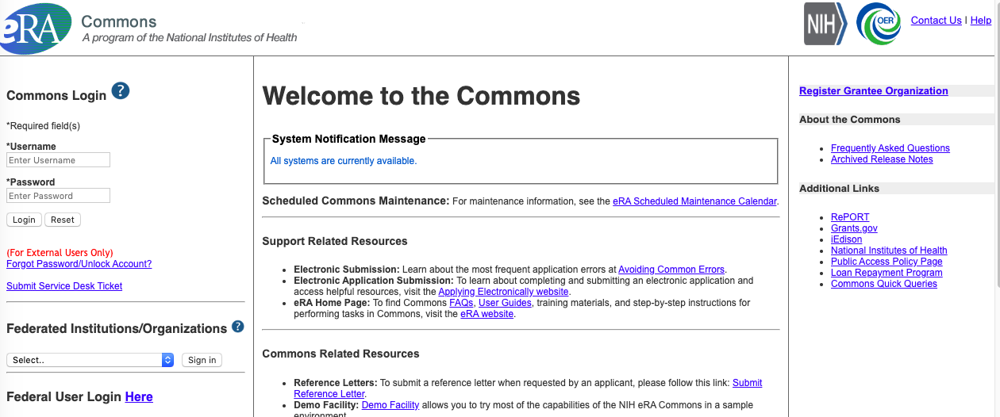 eRA Commons
A program of the National Institutes of Health
NIH OER Contact Us | Help
Commons Login ?
*Required field(s)
*Username
Enter Username
*Password
Enter Password
Login Reset
(For External Users Only)
Forgot Password/Unlock Account?
Submit Service Desk Ticket
Federated Institutions/Organizations ?
Select.. Sign in
Federal User Login Here
Welcome to the Commons
System Notification Message
All systems are currently available.
Scheduled Commons Maintenance: For maintenance information, see the eRA Scheduled Maintenance Calendar.
Support Related Resources
• Electronic Submission: Learn about the most frequent application errors at Avoiding Common Errors.
• Electronic Application Submission: To learn about completing and submitting an electronic application and
access helpful resources, visit the Applying Electronically website.
• eRA Home Page: To find Commons FAQs, User Guides, training materials, and step-by-step instructions for
performing tasks in Commons, visit the eRA website.
Commons Related Resources
• Reference Letters: To submit a reference letter when requested by an applicant, please follow this link: Submit
Reference Letter.
• Demo Facility: Demo Facility allows you to try most of the capabilities of the NIH eRA Commons in a sample
environment.
Register Grantee Organization
About the Commons
• Frequently Asked Questions
• Archived Release Notes
Additional Links
• RePORT
• Grants.gov
• iEdison
• National Institutes of Health
• Public Access Policy Page
• Loan Repayment Program
• Commons Quick Queries